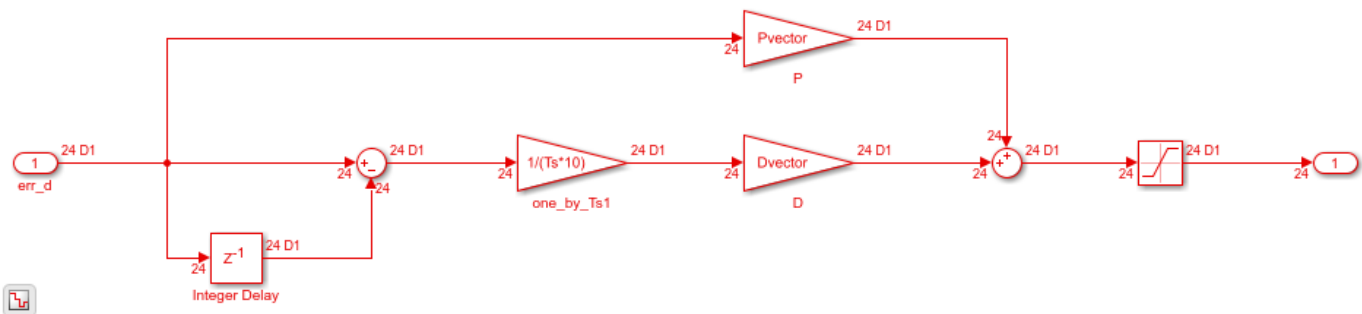 24 D1
Pvector
24
P
24 D1
1
24 D1
err_d
24
+
−
24 D1
24
24
1/(Ts*10)
24 D1
one_by_Ts1
24
Dvector
24 D1
D
24
24
+
+
24 D1
24
24 D1
24
1
24
z-1
24 D1
Integer Delay